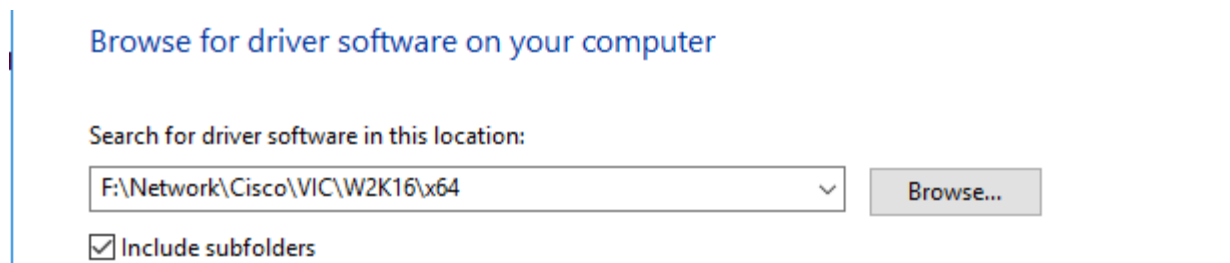 Browse for driver software on your computer
Search for driver software in this location:
F:\Network\Cisco\VIC\W2K16\x64
Browse...
Include subfolders